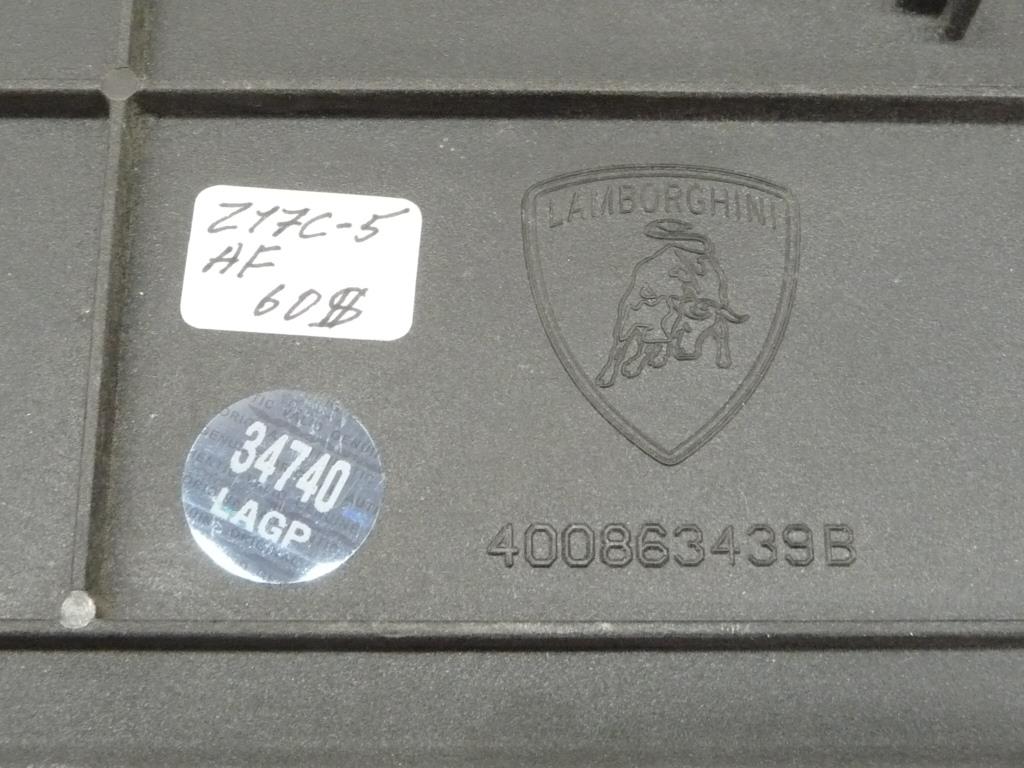 Z17C-5
AF
60$
LAMBORGHINI
34740
LAGP
400863439B